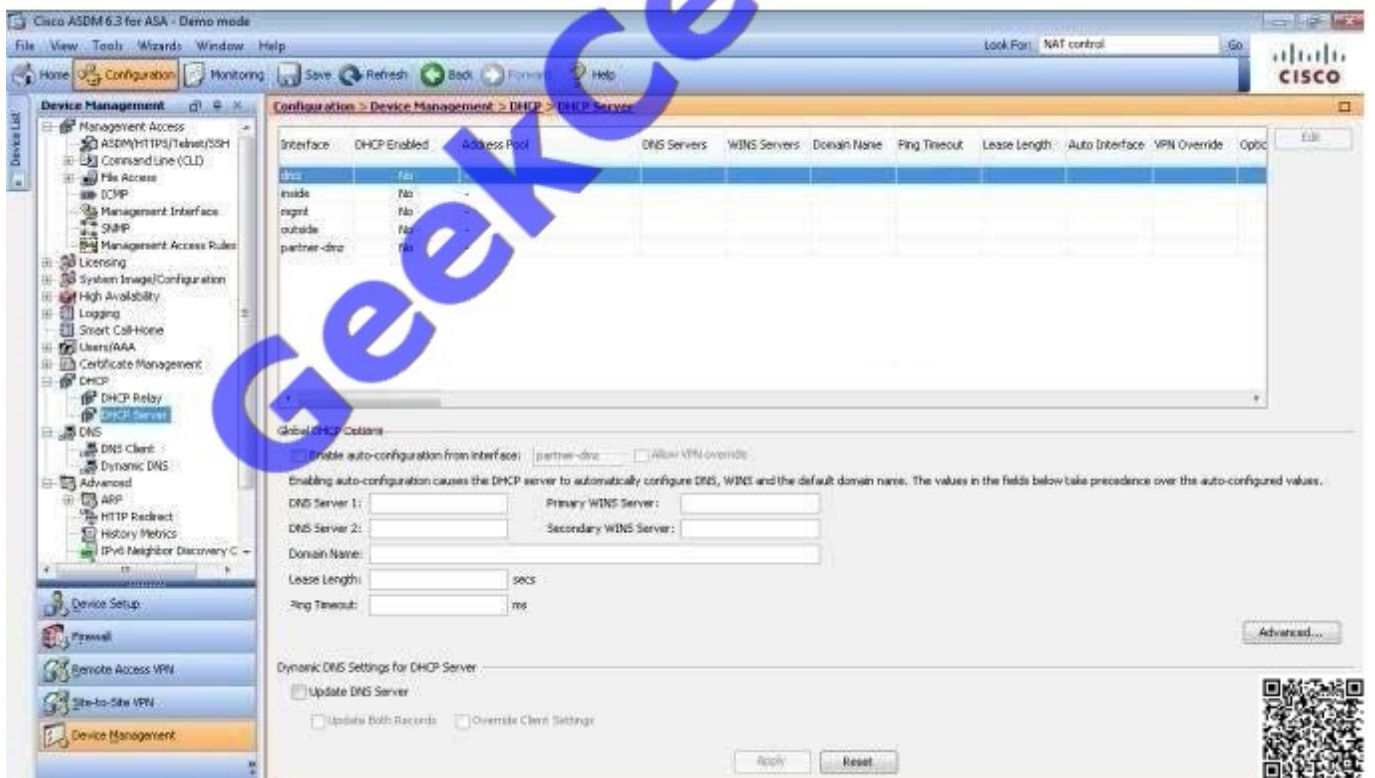 Cisco ASDM 6.3 for ASA - Demo mode
File View Tools Wizards Window Help
Look For: NAT control Go
Home Configuration Monitoring Save Refresh Back Forward Help
CISCO
Device List
Device Management
Configuration > Device Management > DHCP > DHCP Server
Management Access
ASDM/HTTPS/Telnet/SSH
Command Line (CLI)
File Access
ICMP
Management Interface
SNMP
Management Access Rules
Licensing
System Image/Configuration
High Availability
Logging
Smart Call-Home
Users/AAA
Certificate Management
DHCP
DHCP Relay
DHCP Server
DNS
DNS Client
Dynamic DNS
Advanced
ARP
HTTP Redirect
History Metrics
IPv6 Neighbor Discovery C
Device Setup
Firewall
Remote Access VPN
Site-to-Site VPN
Device Management
Interface DHCP Enabled Address Pool DNS Servers WINS Servers Domain Name Ping Timeout Lease Length Auto Interface VPN Override Optic
Edit
dmz No -
inside No -
mgmt No -
outside No -
partner-dmz No -
Global DHCP Options
Enable auto-configuration from interface: partner-dmz Allow VPN override
Enabling auto-configuration causes the DHCP server to automatically configure DNS, WINS and the default domain name. The values in the fields below take precedence over the auto-configured values.
DNS Server 1: Primary WINS Server:
DNS Server 2: Secondary WINS Server:
Domain Name:
Lease Length: secs
Ping Timeout: ms
Advanced...
Dynamic DNS Settings for DHCP Server
Update DNS Server
Update Both Records Override Client Settings
Apply Reset
GeekCe